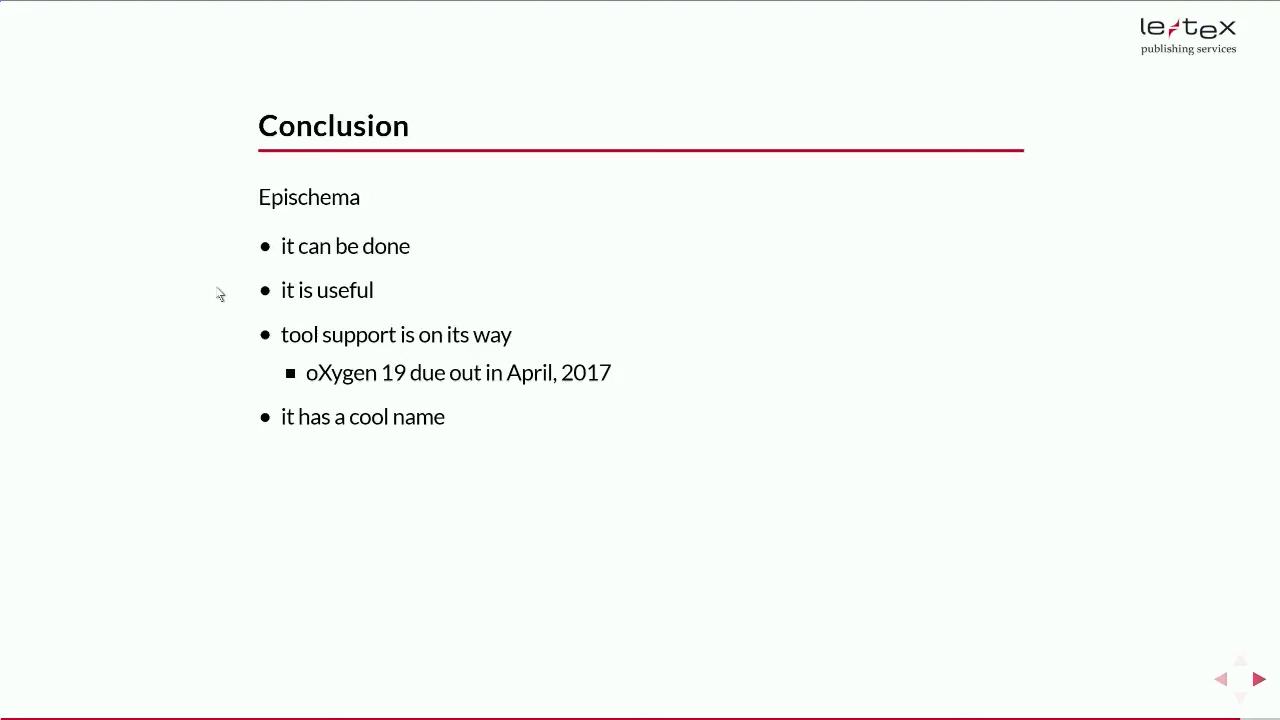 le-tex
publishing services
Conclusion
Epischema
• it can be done
• it is useful
• tool support is on its way
▪ oXygen 19 due out in April, 2017
• it has a cool name